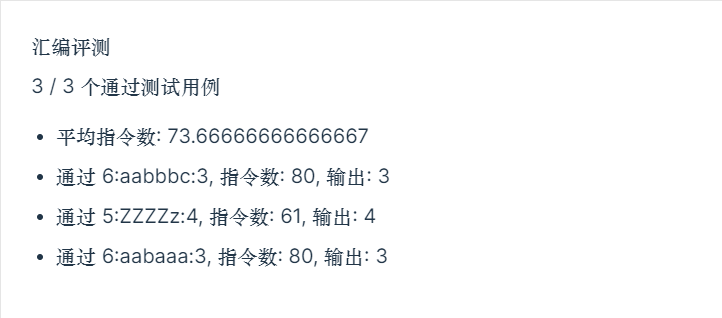 汇编评测
3 / 3 个通过测试用例
• 平均指令数: 73.66666666666667
• 通过 6:aabbbc:3, 指令数: 80, 输出: 3
• 通过 5:ZZZZz:4, 指令数: 61, 输出: 4
• 通过 6:aabaaa:3, 指令数: 80, 输出: 3